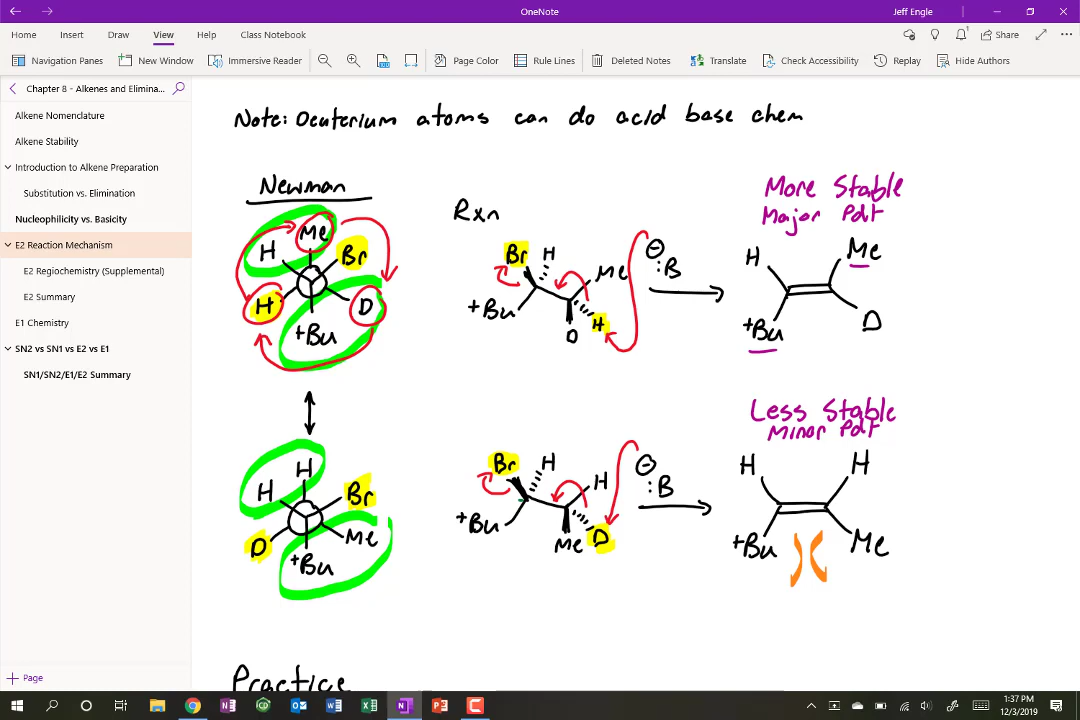 OneNote
Jeff Engle
Home Insert Draw View Help Class Notebook Share
Navigation Panes New Window Immersive Reader Page Color Rule Lines Deleted Notes Translate Check Accessibility Replay Hide Authors
Chapter 8 - Alkenes and Elimina...
Alkene Nomenclature
Alkene Stability
Introduction to Alkene Preparation
Substitution vs. Elimination
Nucleophilicity vs. Basicity
E2 Reaction Mechanism
E2 Regiochemistry (Supplemental)
E2 Summary
E1 Chemistry
SN2 vs SN1 vs E2 vs E1
SN1/SN2/E1/E2 Summary
Page
Note: Deuterium atoms can do acid base chem
Newman
Rxn
More Stable
Major Pdt
Me
H
Br
H
D
tBu
Br
H
Me
tBu
D
H
⊖
:B
H
Me
tBu
D
Less Stable
Minor Pdt
H
H
Br
D
Me
tBu
Br
H
H
tBu
Me
D
⊖
:B
H
H
tBu
Me
Practice
1:37 PM
12/3/2019